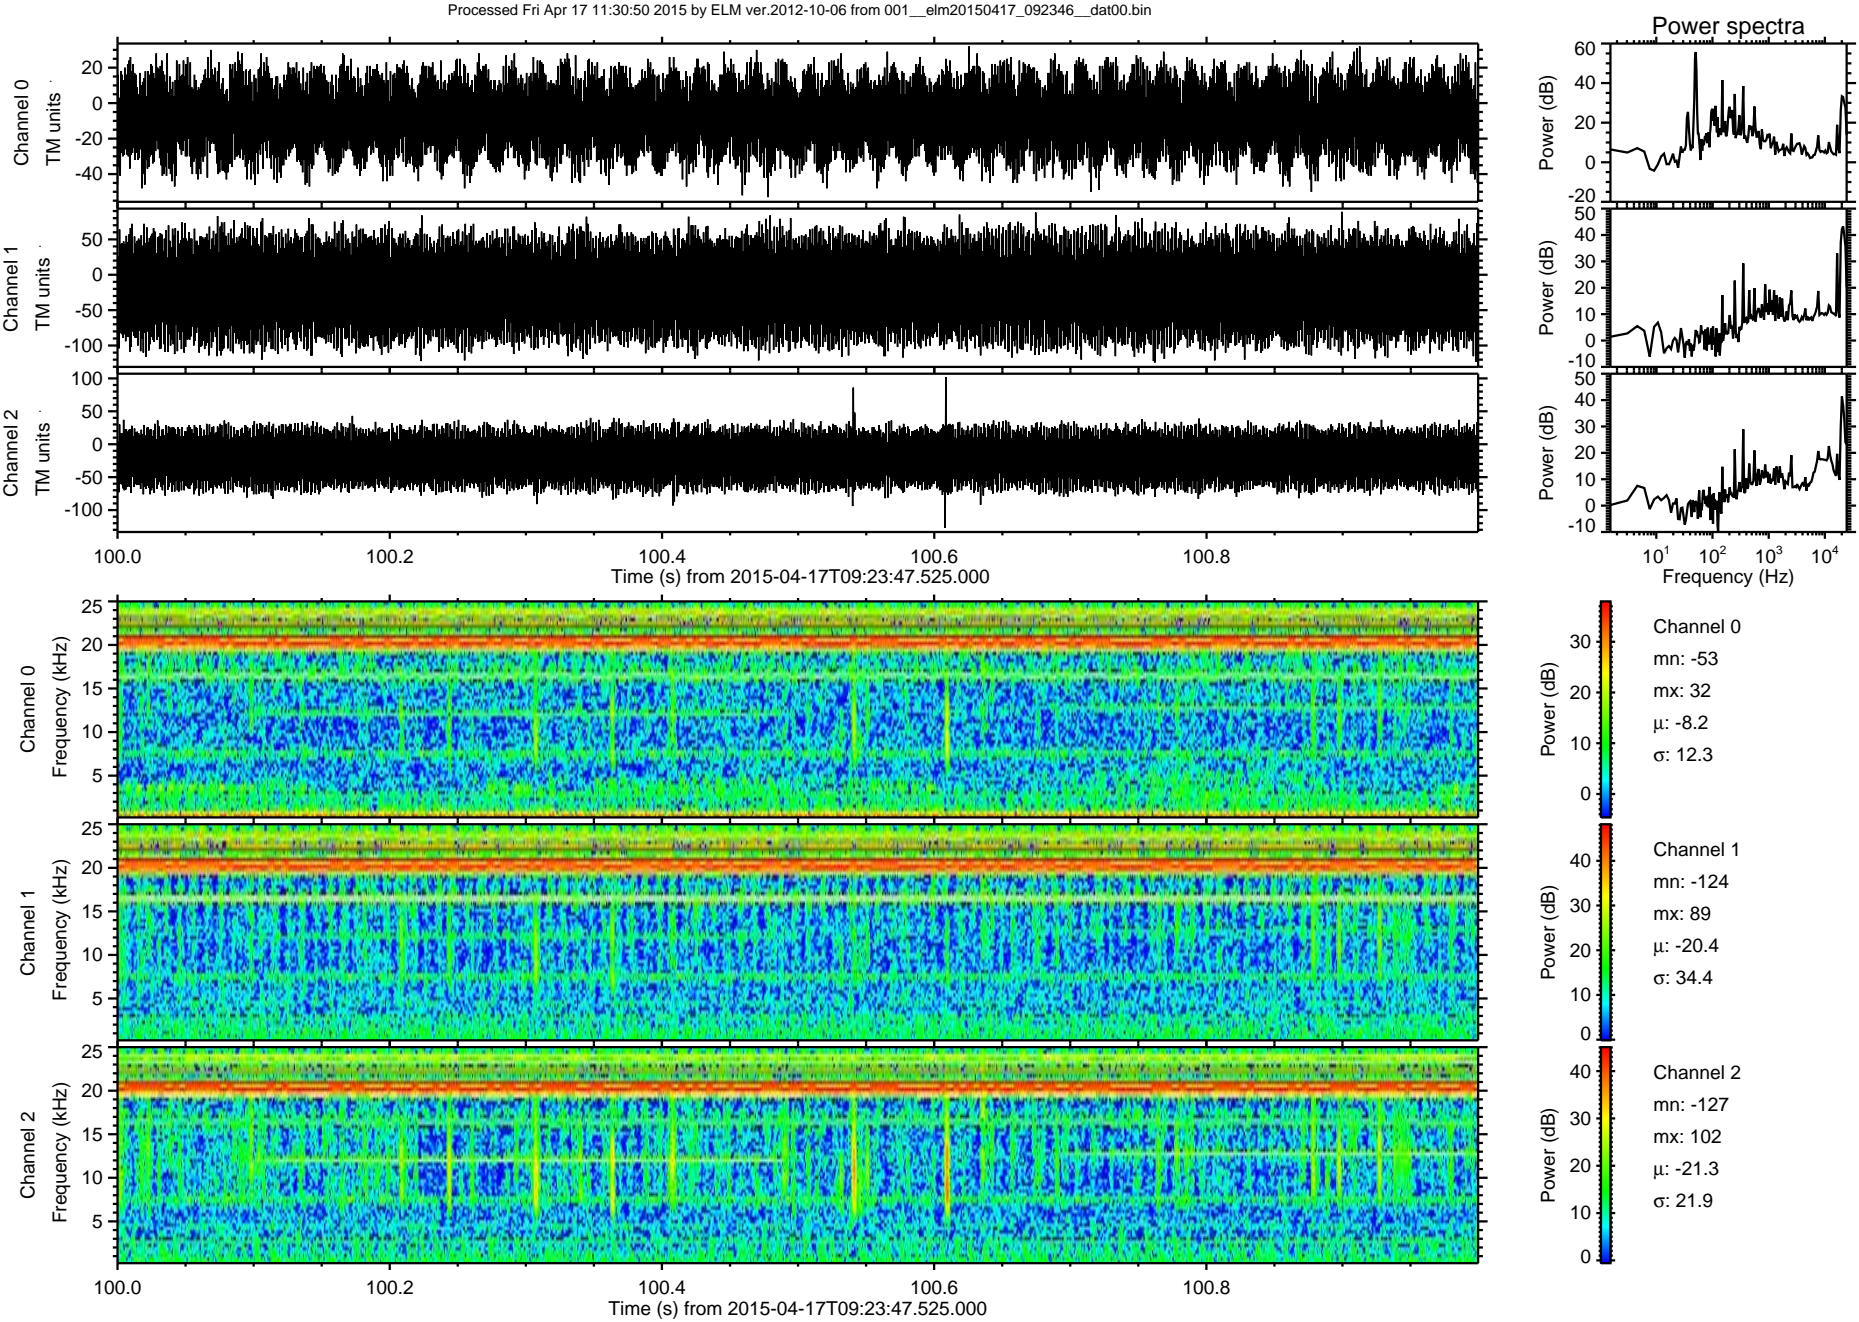 Processed Fri Apr 17 11:30:50 2015 by ELM ver.2012-10-06 from 001__elm20150417_092346__dat00.bin
Power spectra
Channel 0
TM units
20
0
-20
-40
Power (dB)
60
40
20
0
-20
Channel 1
TM units
50
0
-50
-100
Power (dB)
50
40
30
20
10
0
-10
Channel 2
TM units
100
50
0
-50
-100
Power (dB)
50
40
30
20
10
0
-10
100.0 100.2 100.4 100.6 100.8
Time (s) from 2015-04-17T09:23:47.525.000
10¹ 10² 10³ 10⁴
Frequency (Hz)
Channel 0
Frequency (kHz)
25
20
15
10
5
Power (dB)
30
20
10
0
Channel 0
mn: -53
mx: 32
μ: -8.2
σ: 12.3
Channel 1
Frequency (kHz)
25
20
15
10
5
Power (dB)
40
30
20
10
0
Channel 1
mn: -124
mx: 89
μ: -20.4
σ: 34.4
Channel 2
Frequency (kHz)
25
20
15
10
5
Power (dB)
40
30
20
10
0
Channel 2
mn: -127
mx: 102
μ: -21.3
σ: 21.9
100.0 100.2 100.4 100.6 100.8
Time (s) from 2015-04-17T09:23:47.525.000